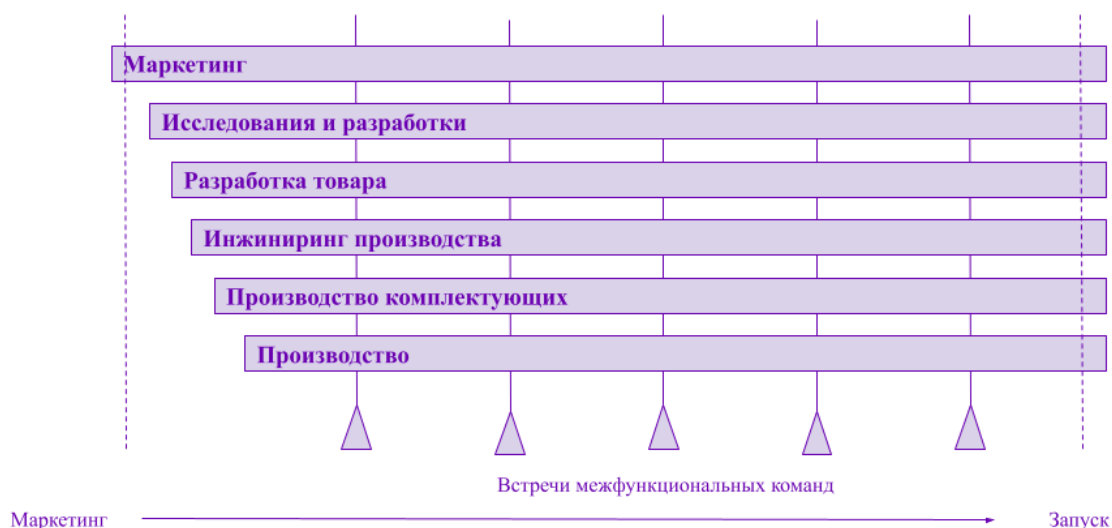 Маркетинг
Исследования и разработки
Разработка товара
Инжиниринг производства
Производство комплектующих
Производство
Встречи межфункциональных команд
Маркетинг
Запуск